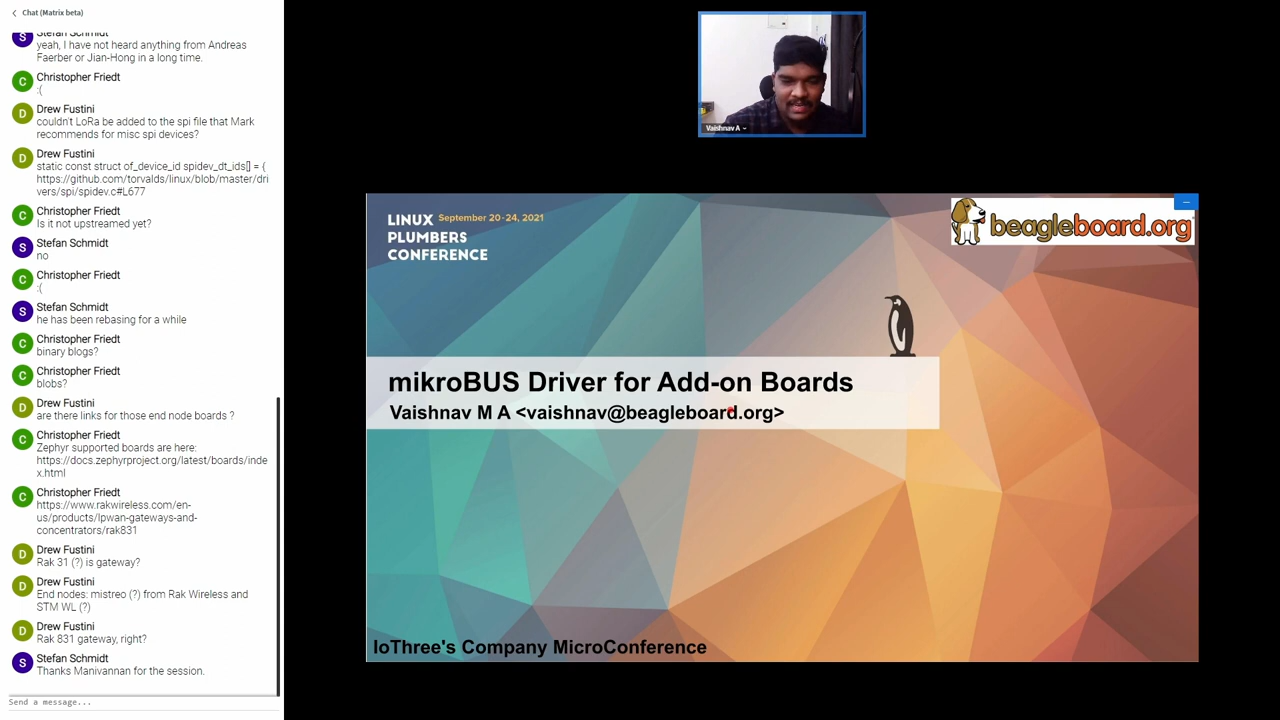 Chat (Matrix beta)
Stefan Schmidt
yeah, I have not heard anything from Andreas
Faerber or Jian-Hong in a long time.
Christopher Friedt
:(
Drew Fustini
couldn't LoRa be added to the spi file that Mark
recommends for misc spi devices?
Drew Fustini
static const struct of_device_id spidev_dt_ids[] = {
https://github.com/torvalds/linux/blob/master/dri
vers/spi/spidev.c#L677
Christopher Friedt
Is it not upstreamed yet?
Stefan Schmidt
no
Christopher Friedt
:(
Stefan Schmidt
he has been rebasing for a while
Christopher Friedt
binary blogs?
Christopher Friedt
blobs?
Drew Fustini
are there links for those end node boards ?
Christopher Friedt
Zephyr supported boards are here:
https://docs.zephyrproject.org/latest/boards/inde
x.html
Christopher Friedt
https://www.rakwireless.com/en-
us/products/lpwan-gateways-and-
concentrators/rak831
Drew Fustini
Rak 31 (?) is gateway?
Drew Fustini
End nodes: mistreo (?) from Rak Wireless and
STM WL (?)
Drew Fustini
Rak 831 gateway, right?
Stefan Schmidt
Thanks Manivannan for the session.
Send a message...
Vaishnav A
LINUX September 20-24, 2021
PLUMBERS
CONFERENCE
beagleboard.org
mikroBUS Driver for Add-on Boards
Vaishnav M A <vaishnav@beagleboard.org>
IoThree's Company MicroConference